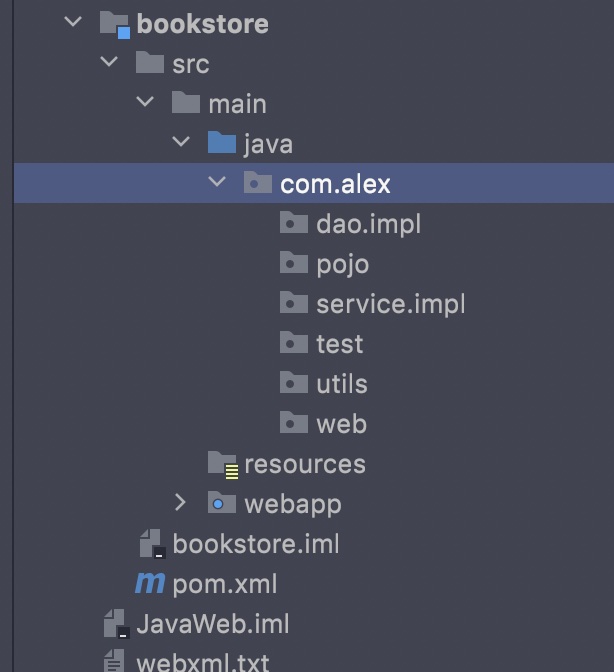 bookstore
src
main
java
com.alex
dao.impl
pojo
service.impl
test
utils
web
resources
webapp
bookstore.iml
m pom.xml
JavaWeb.iml
webxml.txt